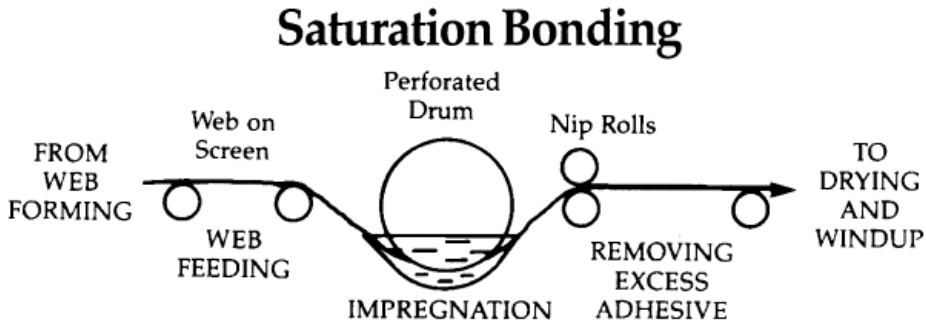 Saturation Bonding
Perforated
Drum
Web on
Screen
Nip Rolls
FROM
WEB
FORMING
TO
DRYING
AND
WINDUP
WEB
FEEDING
IMPREGNATION
REMOVING
EXCESS
ADHESIVE